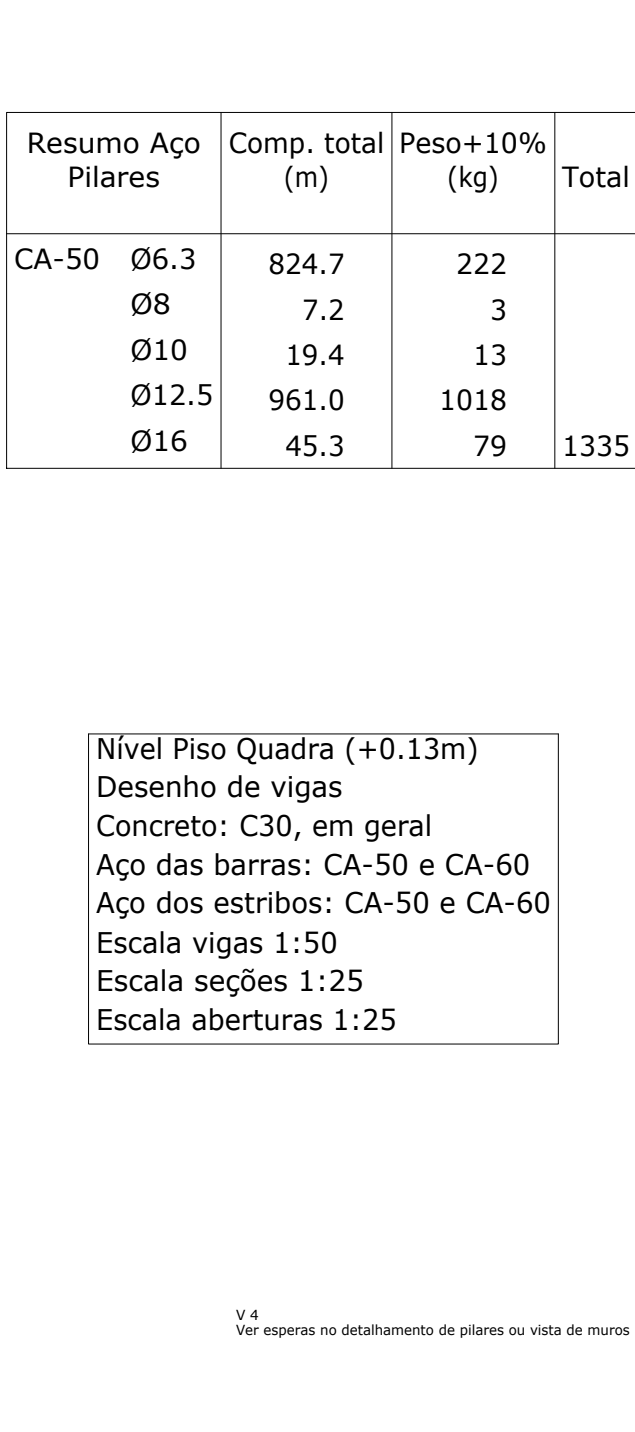 Resumo Aço Comp. total Peso+10%
Pilares (m) (kg) Total
CA-50 Ø6.3 824.7 222
Ø8 7.2 3
Ø10 19.4 13
Ø12.5 961.0 1018
Ø16 45.3 79 1335
Nível Piso Quadra (+0.13m)
Desenho de vigas
Concreto: C30, em geral
Aço das barras: CA-50 e CA-60
Aço dos estribos: CA-50 e CA-60
Escala vigas 1:50
Escala seções 1:25
Escala aberturas 1:25
V 4
Ver esperas no detalhamento de pilares ou vista de muros